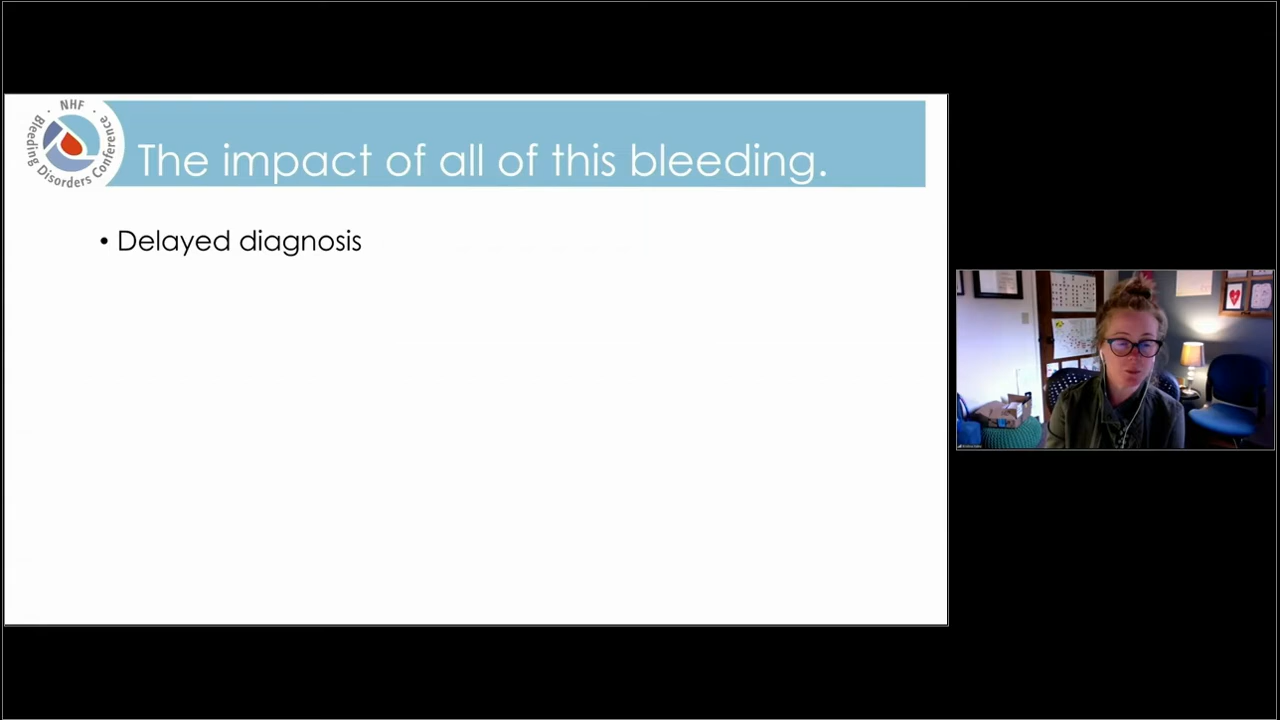 · NHF ·
Bleeding Disorders Conference
The impact of all of this bleeding.
• Delayed diagnosis